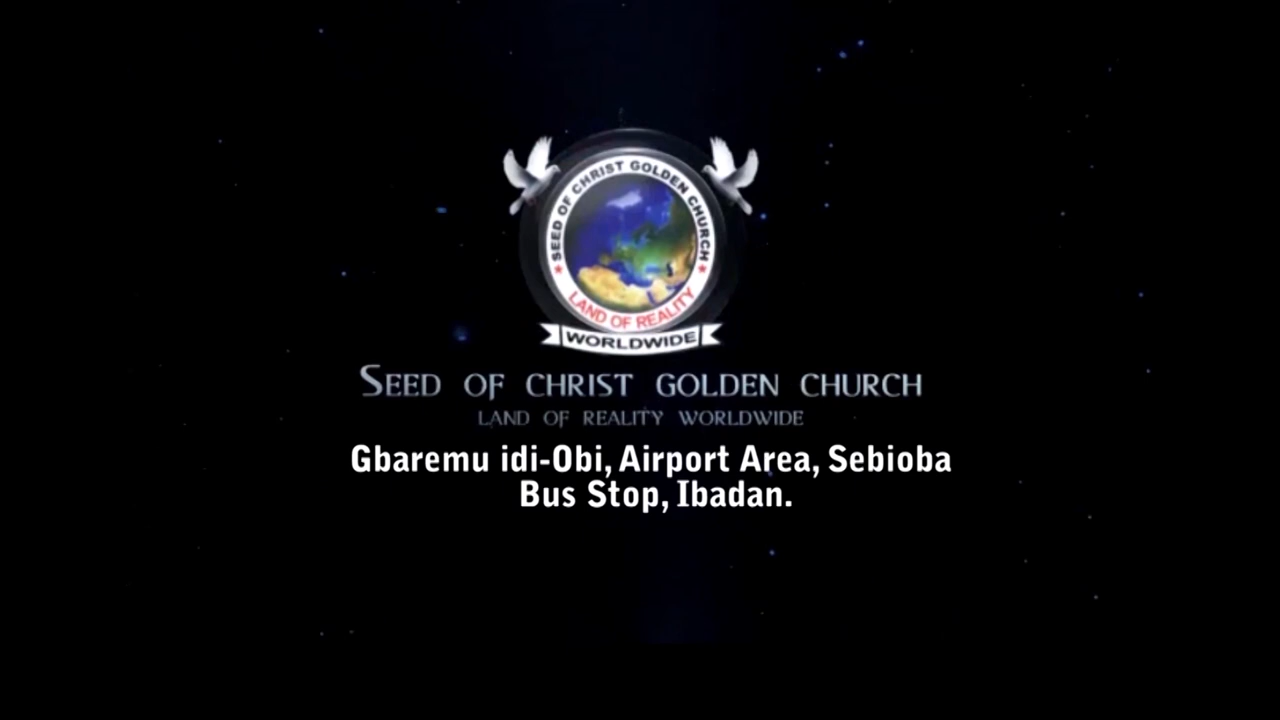 SEED OF CHRIST GOLDEN CHURCH
LAND OF REALITY
WORLDWIDE
SEED OF CHRIST GOLDEN CHURCH
LAND OF REALITY WORLDWIDE
Gbaremu idi-Obi, Airport Area, Sebioba
Bus Stop, Ibadan.